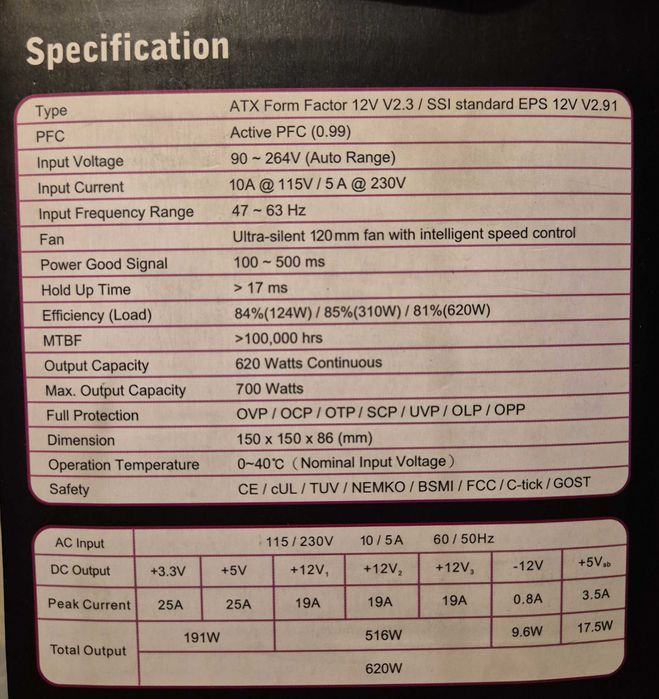 Specification
Type ATX Form Factor 12V V2.3 / SSI standard EPS 12V V2.91
PFC Active PFC (0.99)
Input Voltage 90 ~ 264V (Auto Range)
Input Current 10A @ 115V / 5 A @ 230V
Input Frequency Range 47 ~ 63 Hz
Fan Ultra-silent 120mm fan with intelligent speed control
Power Good Signal 100 ~ 500 ms
Hold Up Time > 17 ms
Efficiency (Load) 84%(124W) / 85%(310W) / 81%(620W)
MTBF >100,000 hrs
Output Capacity 620 Watts Continuous
Max. Output Capacity 700 Watts
Full Protection OVP / OCP / OTP / SCP / UVP / OLP / OPP
Dimension 150 x 150 x 86 (mm)
Operation Temperature 0~40℃ ( Nominal Input Voltage )
Safety CE / cUL / TUV / NEMKO / BSMI / FCC / C-tick / GOST
AC Input 115 / 230V 10 / 5A 60 / 50Hz
DC Output +3.3V +5V +12V1 +12V2 +12V3 -12V +5Vsb
Peak Current 25A 25A 19A 19A 19A 0.8A 3.5A
Total Output 191W 516W 9.6W 17.5W
620W